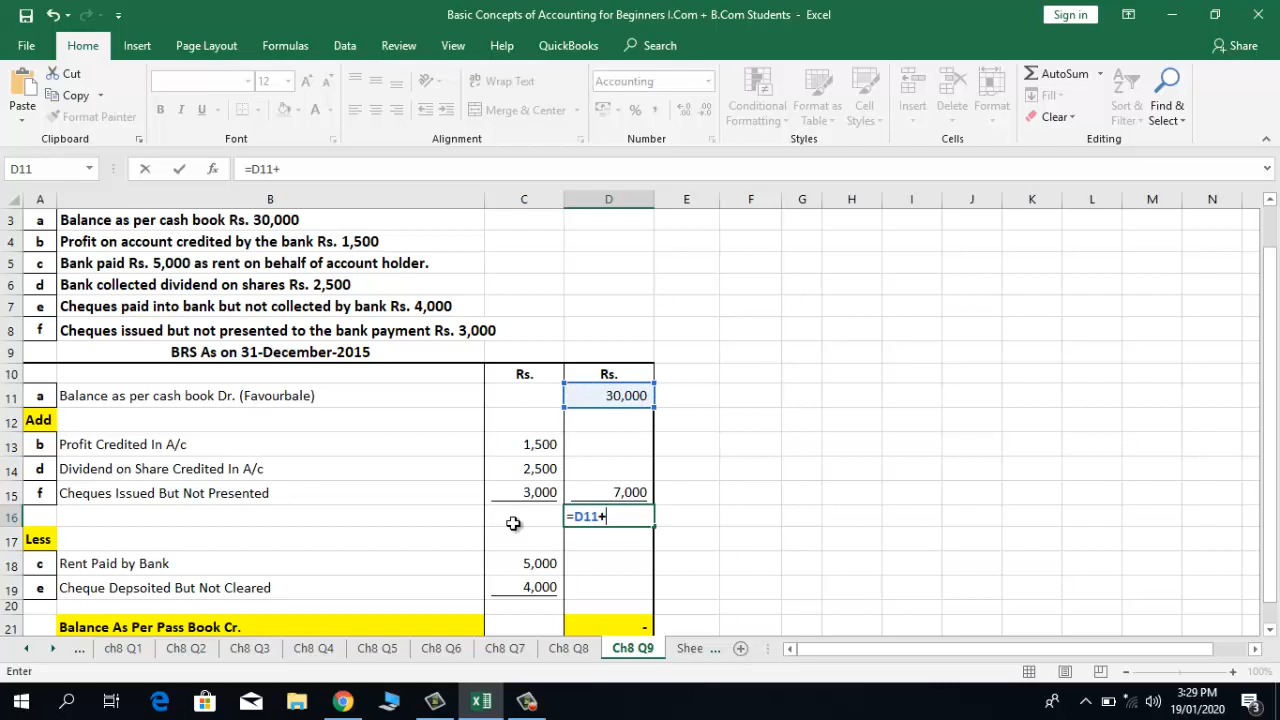 Basic Concepts of Accounting for Beginners I.Com + B.Com Students - Excel
Sign in
File Home Insert Page Layout Formulas Data Review View Help QuickBooks Search Share
Paste Cut Copy Format Painter Clipboard
12 B I U Font
Wrap Text Merge & Center Alignment
Accounting % Number
Conditional Formatting Format as Table Cell Styles Styles
Insert Delete Format Cells
AutoSum Fill Clear Sort & Filter Find & Select Editing
D11 fx =D11+
A B C D E F G H I J K L M N
3 a Balance as per cash book Rs. 30,000
4 b Profit on account credited by the bank Rs. 1,500
5 c Bank paid Rs. 5,000 as rent on behalf of account holder.
6 d Bank collected dividend on shares Rs. 2,500
7 e Cheques paid into bank but not collected by bank Rs. 4,000
8 f Cheques issued but not presented to the bank payment Rs. 3,000
9 BRS As on 31-December-2015
10 Rs. Rs.
11 a Balance as per cash book Dr. (Favourbale) 30,000
12 Add
13 b Profit Credited In A/c 1,500
14 d Dividend on Share Credited In A/c 2,500
15 f Cheques Issued But Not Presented 3,000 7,000
16 =D11+
17 Less
18 c Rent Paid by Bank 5,000
19 e Cheque Depsoited But Not Cleared 4,000
20
21 Balance As Per Pass Book Cr. -
... ch8 Q1 Ch8 Q2 Ch8 Q3 Ch8 Q4 Ch8 Q5 Ch8 Q6 Ch8 Q7 Ch8 Q8 Ch8 Q9 Shee ...
Enter 100%
3:29 PM
19/01/2020
3